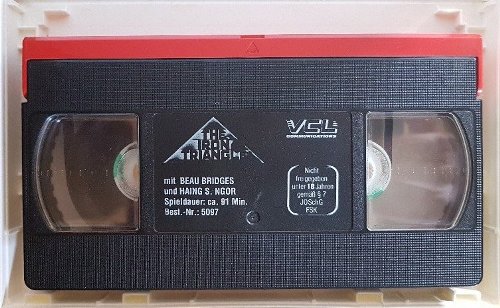 THE
IRON
TRIANGLE
mit BEAU BRIDGES
und HAING S. NGOR
Spieldauer: ca. 91 Min.
Best.-Nr.: 5097
VCL
COMMUNICATIONS
Nicht
freigegeben
unter 18 Jahren
gemäß § 7
JÖSchG
FSK